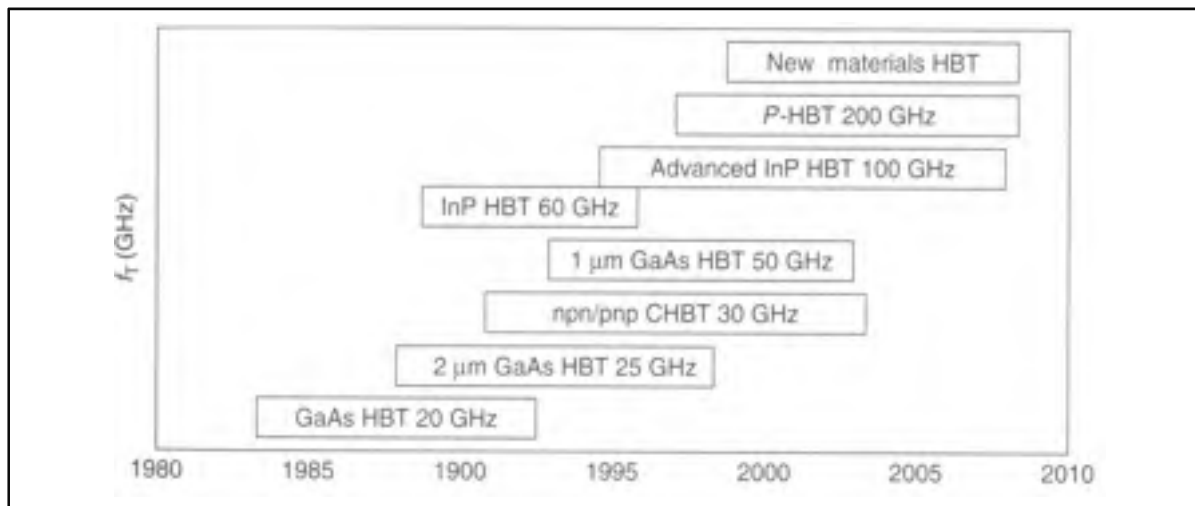 New materials HBT
P-HBT 200 GHz
Advanced InP HBT 100 GHz
InP HBT 60 GHz
1 μm GaAs HBT 50 GHz
npn/pnp CHBT 30 GHz
2 μm GaAs HBT 25 GHz
GaAs HBT 20 GHz
fT (GHz)
1980 1985 1900 1995 2000 2005 2010